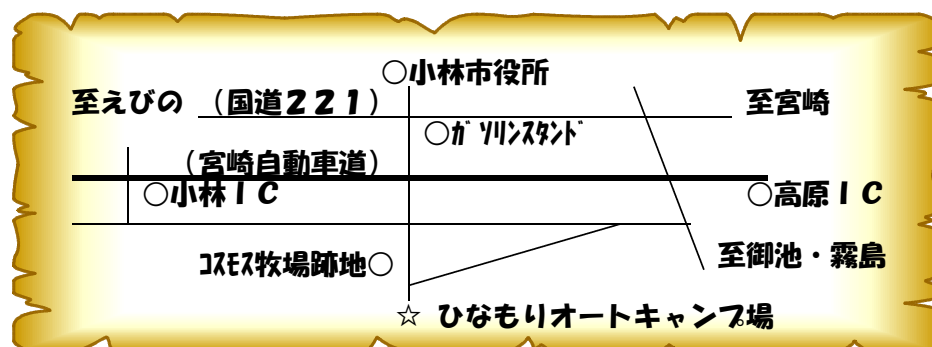 ○小林市役所
至えびの （国道２２１） 至宮崎
○ｶﾞｿﾘﾝｽﾀﾝﾄﾞ
（宮崎自動車道）
○小林ＩＣ ○高原ＩＣ
ｺｽﾓｽ牧場跡地○ 至御池・霧島
☆ ひなもりオートキャンプ場